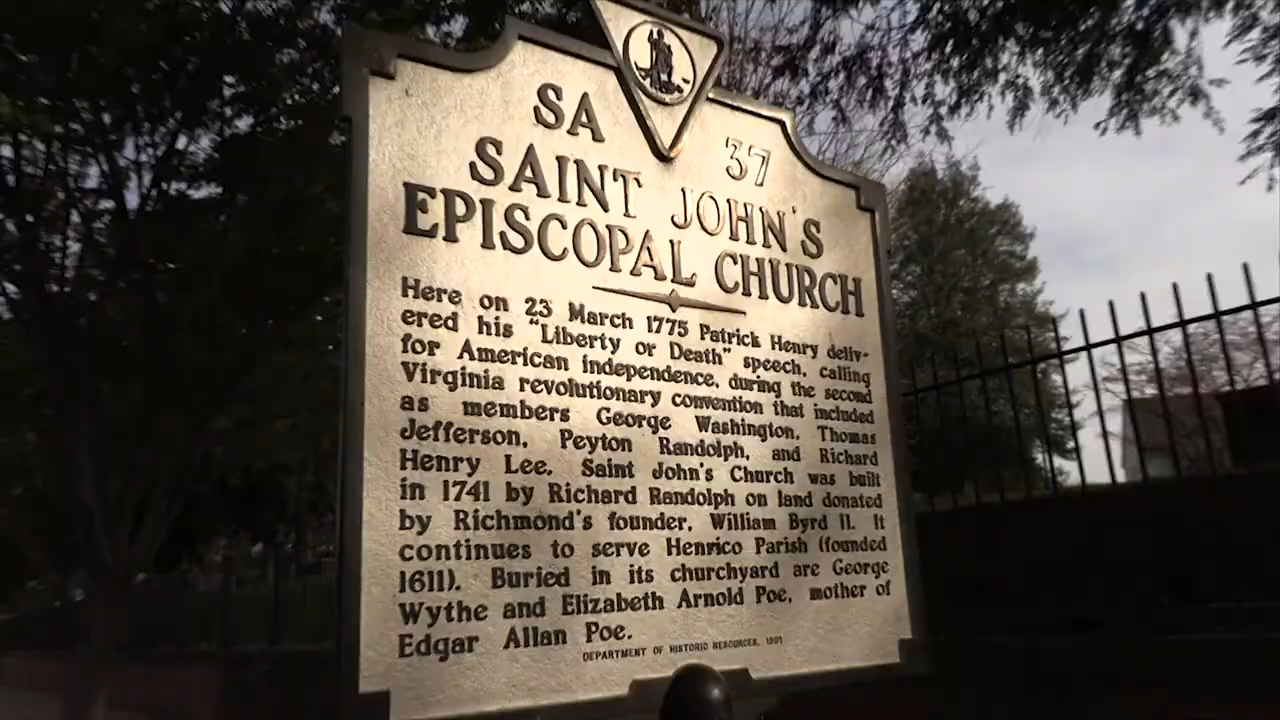 SA 37
SAINT JOHN'S
EPISCOPAL CHURCH
Here on 23 March 1775 Patrick Henry deliv-
ered his "Liberty or Death" speech, calling
for American independence, during the second
Virginia revolutionary convention that included
as members George Washington, Thomas
Jefferson, Peyton Randolph, and Richard
Henry Lee. Saint John's Church was built
in 1741 by Richard Randolph on land donated
by Richmond's founder, William Byrd II. It
continues to serve Henrico Parish (founded
1611). Buried in its churchyard are George
Wythe and Elizabeth Arnold Poe, mother of
Edgar Allan Poe.
DEPARTMENT OF HISTORIC RESOURCES,